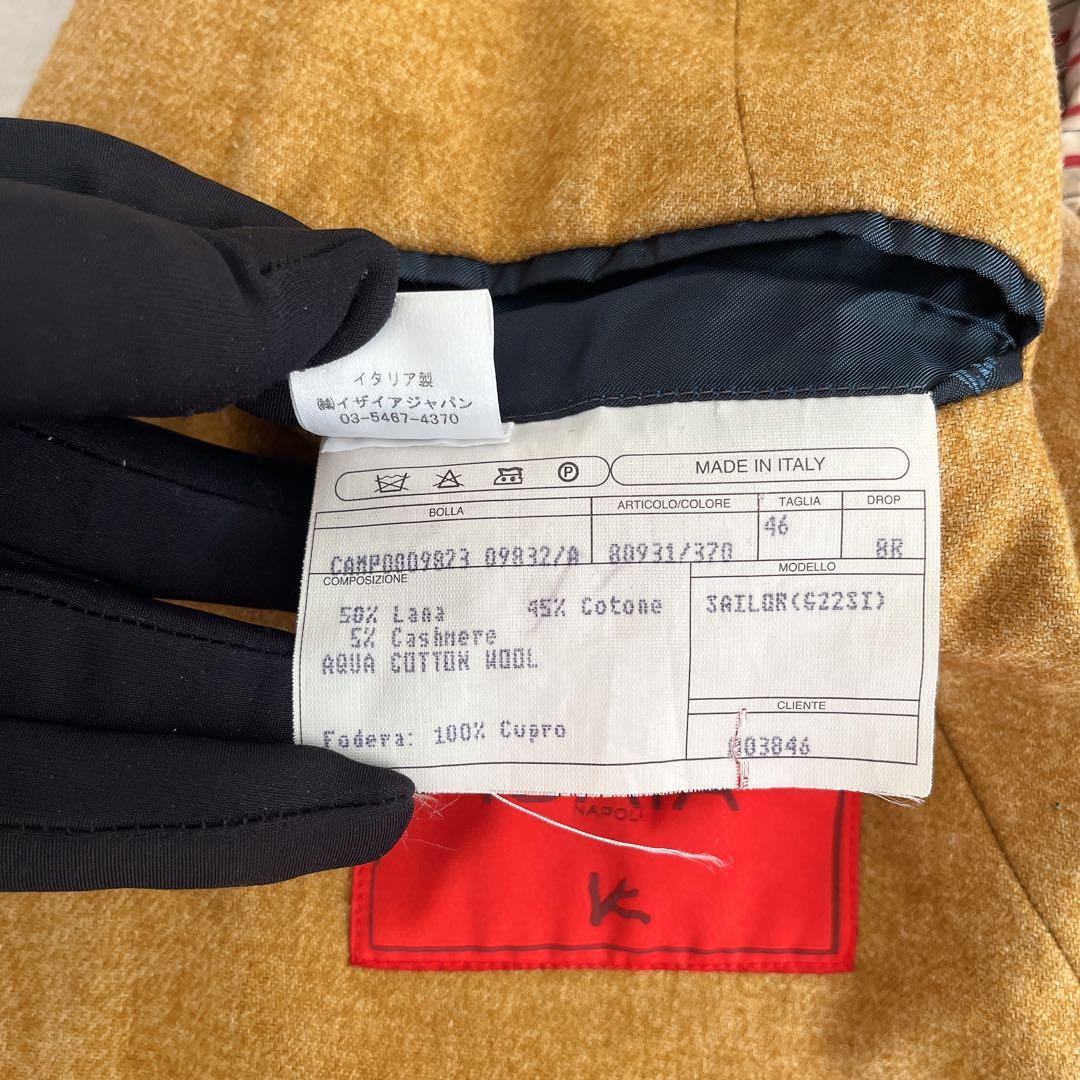 イタリア製
㈱イザイアジャパン
03-5467-4370
MADE IN ITALY
P
BOLLA
ARTICOLO/COLORE
TAGLIA
DROP
CAMP0009823 09832/A
80931/370
46
8R
COMPOSIZIONE
MODELLO
50% Lana 45% Cotone
5% Cashmere
AQUA COTTON WOOL
SAILOR(G22SI)
CLIENTE
Fodera: 100% Cupro
NAPOLI